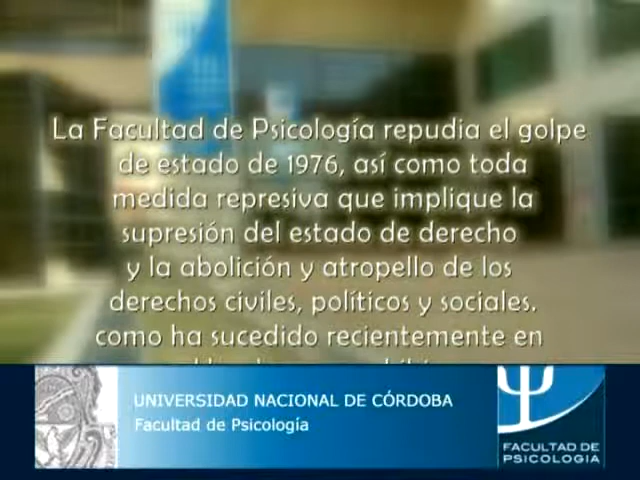 La Facultad de Psicología repudia el golpe
de estado de 1976, así como toda
medida represiva que implique la
supresión del estado de derecho
y la abolición y atropello de los
derechos civiles, políticos y sociales.
como ha sucedido recientemente en
UNIVERSIDAD NACIONAL DE CÓRDOBA
Facultad de Psicología
FACULTAD DE
PSICOLOGIA